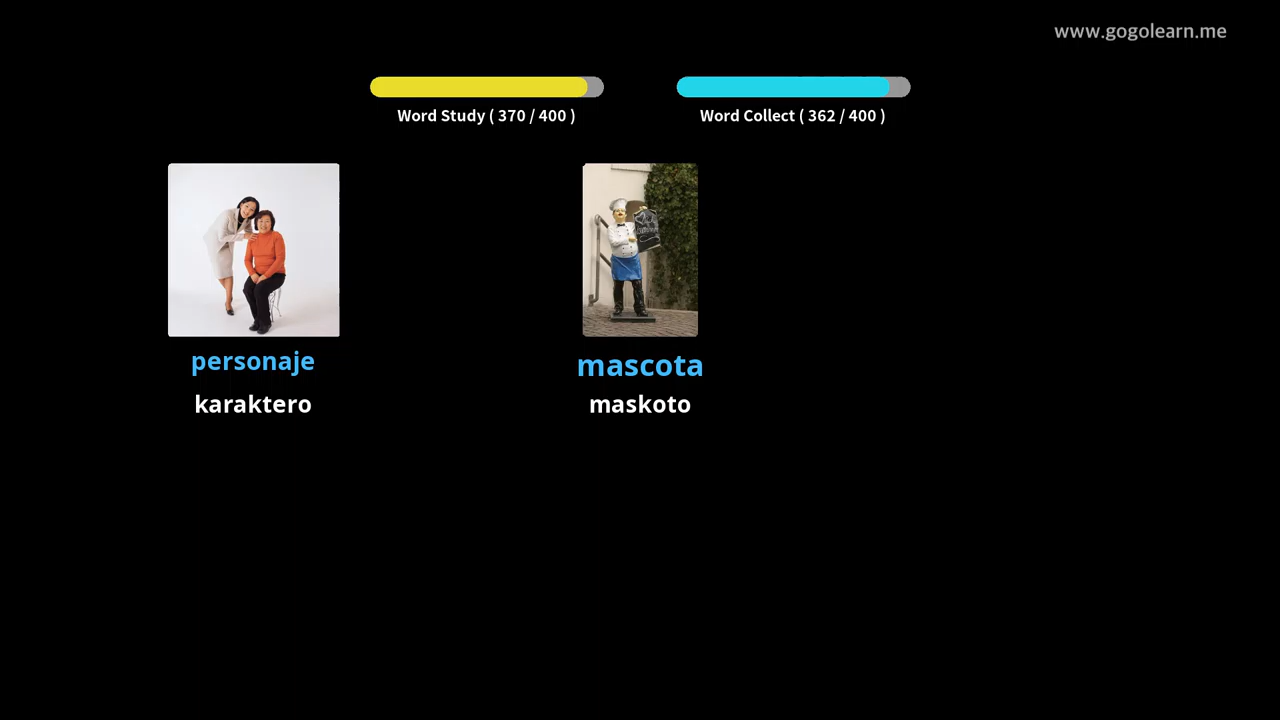 www.gogolearn.me
Word Study ( 370 / 400 )
Word Collect ( 362 / 400 )
personaje
mascota
karaktero
maskoto